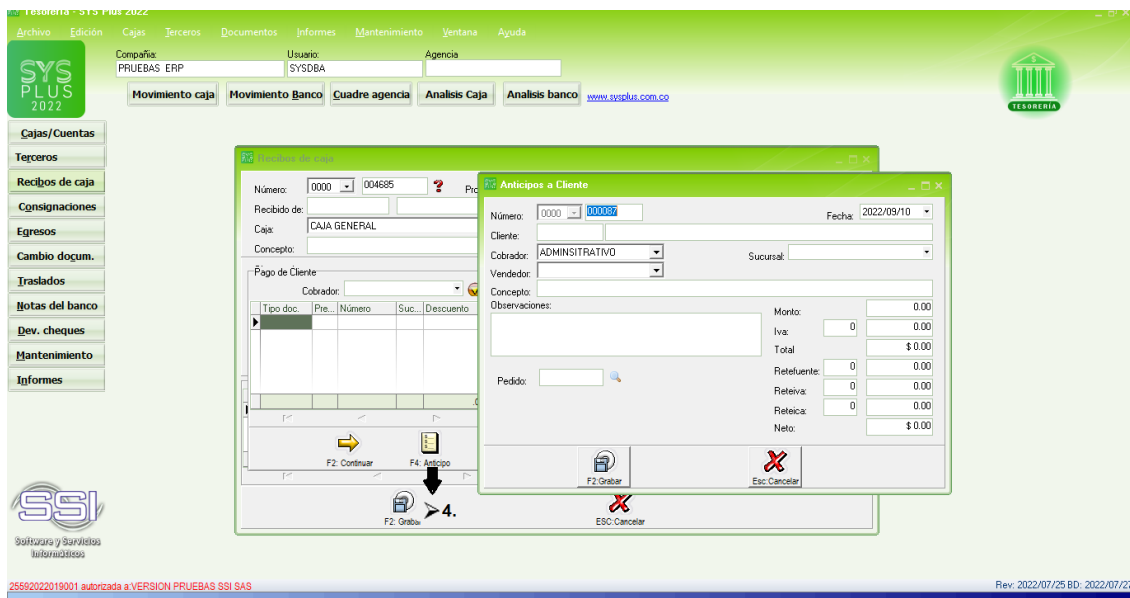 Tesorería - SYS Plus 2022
Archivo Edición Cajas Terceros Documentos Informes Mantenimiento Ventana Ayuda
Compañia: Usuario: Agencia
PRUEBAS ERP SYSDBA
SYS
PLUS
2022
Movimiento caja Movimiento Banco Cuadre agencia Analisis Caja Analisis banco www.sysplus.com.co
TESORERÍA
Cajas/Cuentas
Terceros
Recibos de caja
Consignaciones
Egresos
Cambio docum.
Traslados
Notas del banco
Dev. cheques
Mantenimiento
Informes
Recibos de caja
Número: 0000 004685 ?
Recibido de:
Caja: CAJA GENERAL
Concepto:
Pago de Cliente
Cobrador:
Tipo doc. Pre... Número Suc... Descuento
F2: Continuar F4: Anticipo
4.
F2: Grabar ESC:Cancelar
Anticipos a Cliente
Número: 0000 000087 Fecha: 2022/09/10
Cliente:
Cobrador: ADMINSITRATIVO Sucursal:
Vendedor:
Concepto:
Observaciones:
Monto: 0.00
Iva: 0 0.00
Total $ 0.00
Retefuente: 0 0.00
Pedido:
Reteiva: 0 0.00
Reteica: 0 0.00
Neto: $ 0.00
F2:Grabar Esc:Cancelar
SSI
Software y Servicios
Informáticos
25592022019001 autorizada a:VERSION PRUEBAS SSI SAS
Rev: 2022/07/25 BD: 2022/07/27